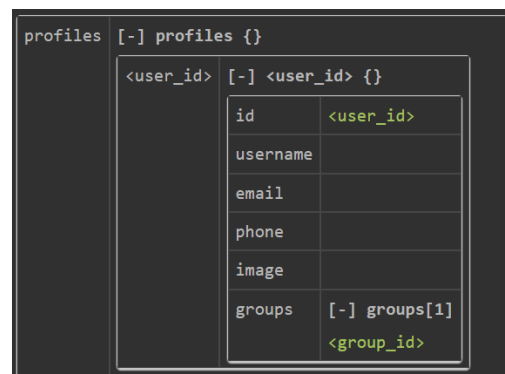 profiles [-] profiles {}
<user_id> [-] <user_id> {}
id <user_id>
username
email
phone
image
groups [-] groups[1]
<group_id>